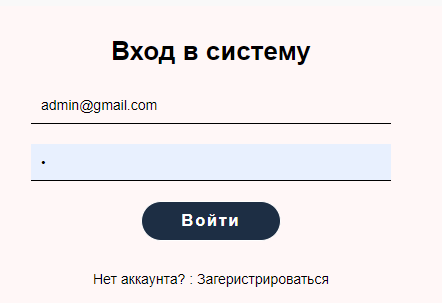 Вход в систему
admin@gmail.com
•
Войти
Нет аккаунта? : Загеристрироваться